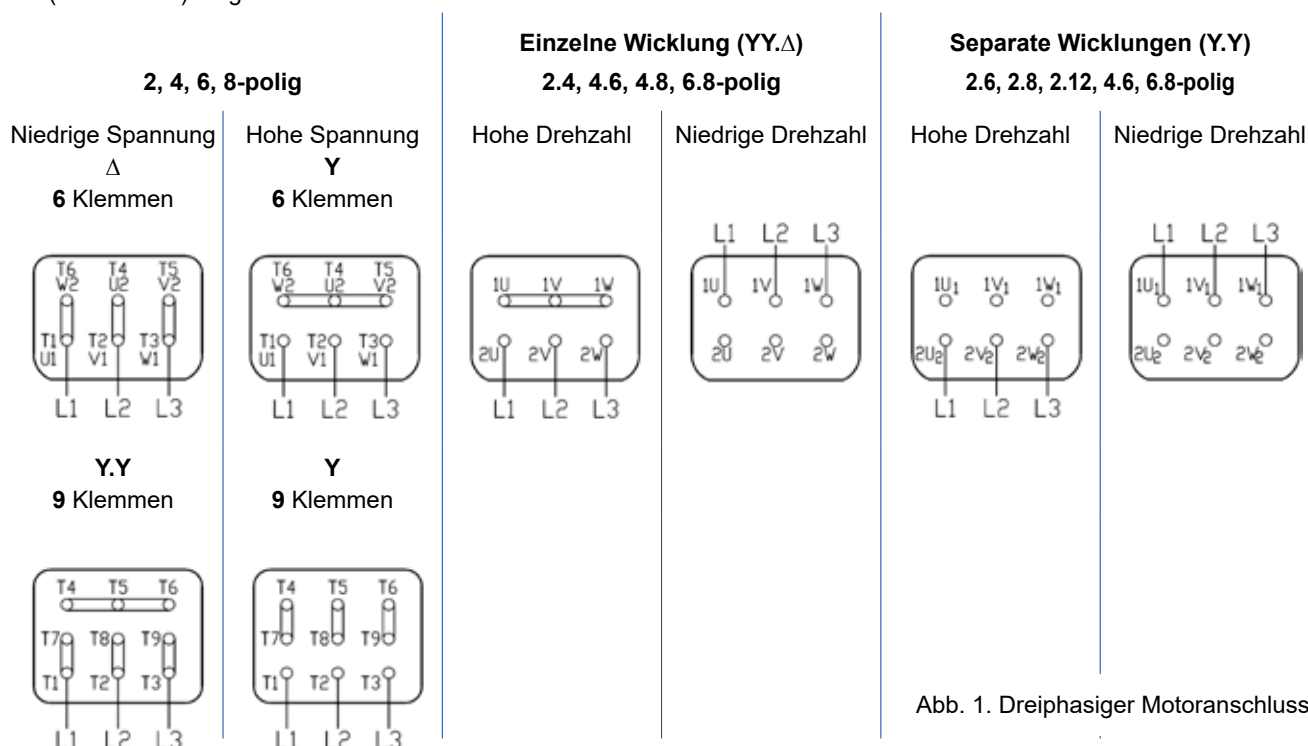 Einzelne Wicklung (YY.Δ)
Separate Wicklungen (Y.Y)
2, 4, 6, 8-polig
2.4, 4.6, 4.8, 6.8-polig
2.6, 2.8, 2.12, 4.6, 6.8-polig
Niedrige Spannung
Δ
6 Klemmen
Hohe Spannung
Y
6 Klemmen
Hohe Drehzahl
Niedrige Drehzahl
Hohe Drehzahl
Niedrige Drehzahl
T6 T4 T5
W2 U2 V2
T1 T2 T3
U1 V1 W1
L1 L2 L3
T6 T4 T5
W2 U2 V2
T1 T2 T3
U1 V1 W1
L1 L2 L3
1U 1V 1W
2U 2V 2W
L1 L2 L3
L1 L2 L3
1U 1V 1W
2U 2V 2W
1U1 1V1 1W1
2U2 2V2 2W2
L1 L2 L3
L1 L2 L3
1U1 1V1 1W1
2U2 2V2 2W2
Y.Y
9 Klemmen
Y
9 Klemmen
T4 T5 T6
T7 T8 T9
T1 T2 T3
L1 L2 L3
T4 T5 T6
T7 T8 T9
T1 T2 T3
L1 L2 L3
Abb. 1. Dreiphasiger Motoranschluss